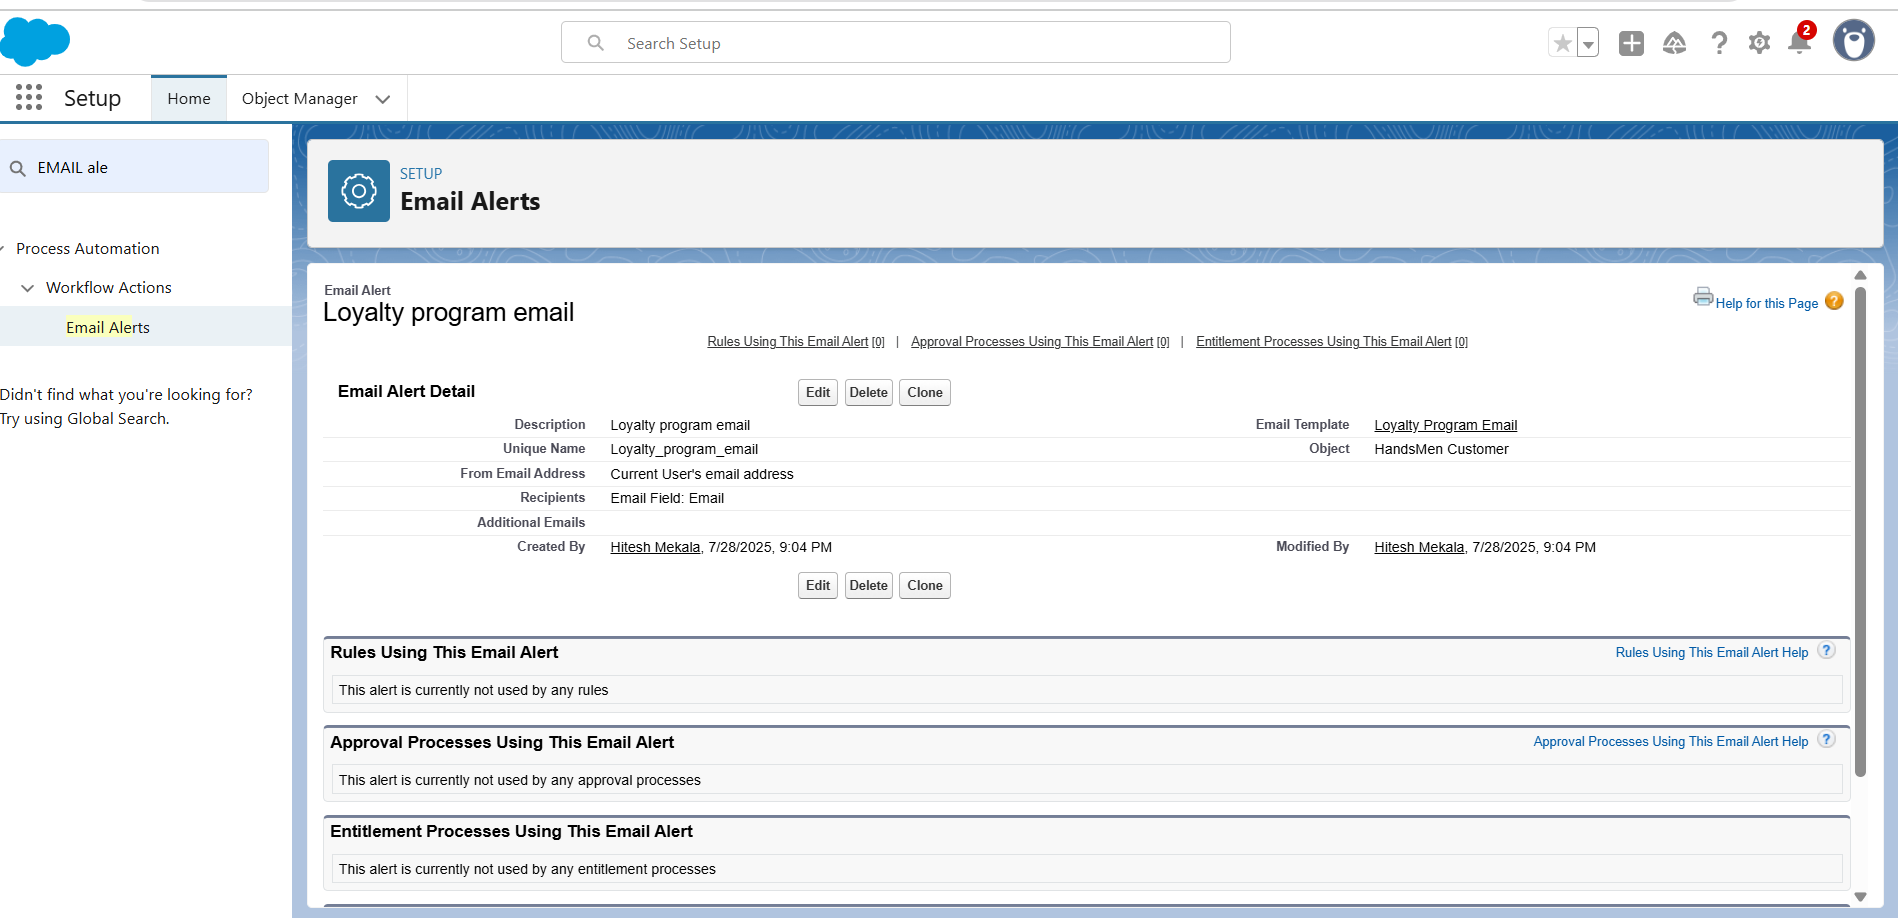 Search Setup
2
Setup
Home
Object Manager
EMAIL ale
Process Automation
Workflow Actions
Email Alerts
Didn't find what you're looking for?
Try using Global Search.
SETUP
Email Alerts
Email Alert
Loyalty program email
Help for this Page ?
Rules Using This Email Alert [0] | Approval Processes Using This Email Alert [0] | Entitlement Processes Using This Email Alert [0]
Email Alert Detail
Edit Delete Clone
Description Loyalty program email Email Template Loyalty Program Email
Unique Name Loyalty_program_email Object HandsMen Customer
From Email Address Current User's email address
Recipients Email Field: Email
Additional Emails
Created By Hitesh Mekala, 7/28/2025, 9:04 PM Modified By Hitesh Mekala, 7/28/2025, 9:04 PM
Edit Delete Clone
Rules Using This Email Alert Rules Using This Email Alert Help ?
This alert is currently not used by any rules
Approval Processes Using This Email Alert Approval Processes Using This Email Alert Help ?
This alert is currently not used by any approval processes
Entitlement Processes Using This Email Alert
This alert is currently not used by any entitlement processes